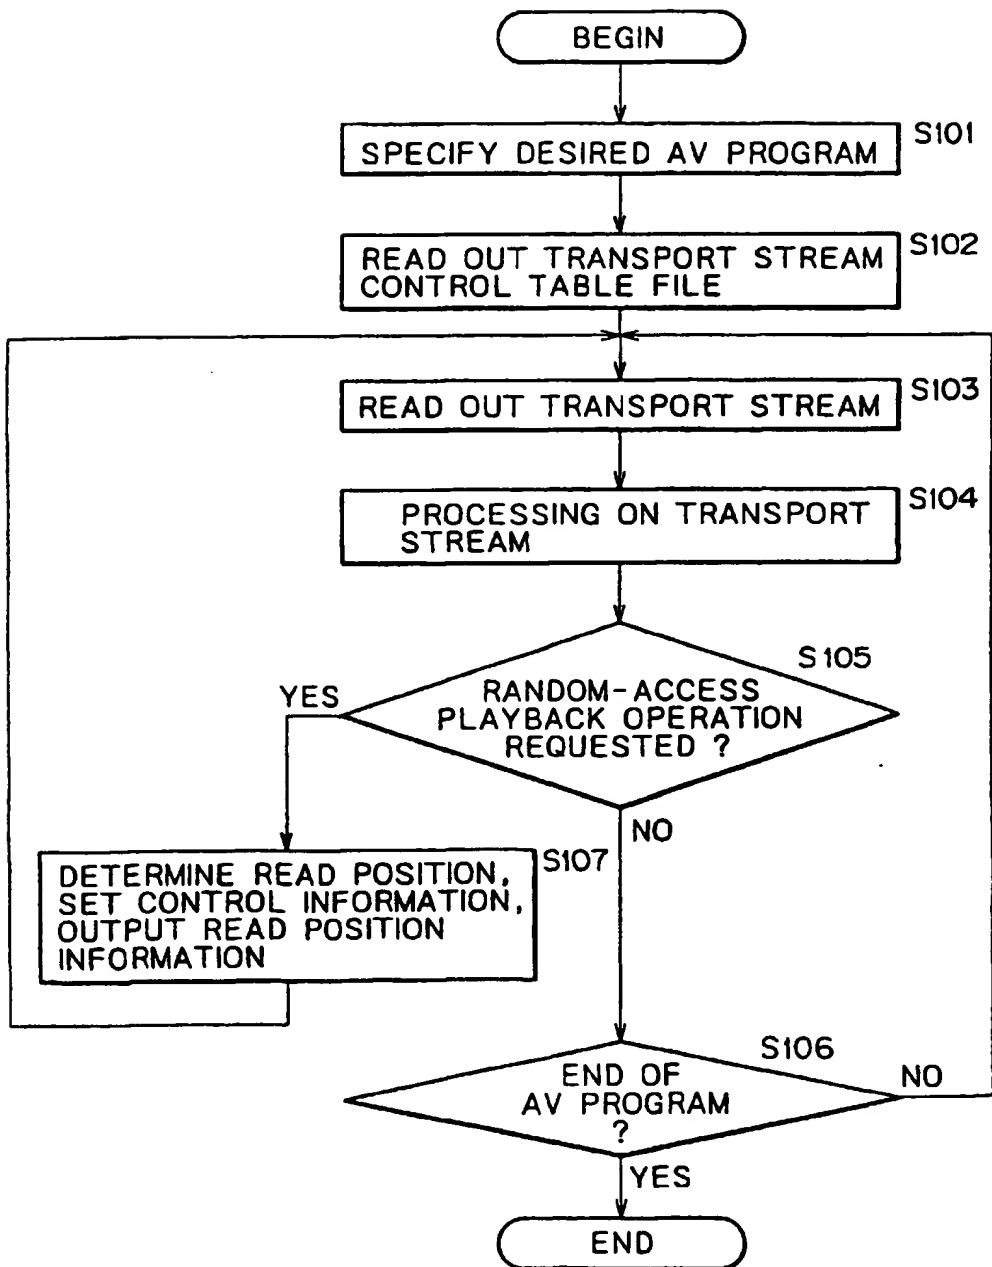 BEGIN
SPECIFY DESIRED AV PROGRAM
S101
READ OUT TRANSPORT STREAM
CONTROL TABLE FILE
S102
READ OUT TRANSPORT STREAM
S103
PROCESSING ON TRANSPORT
STREAM
S104
S105
RANDOM-ACCESS
PLAYBACK OPERATION
REQUESTED ?
YES
NO
S107
DETERMINE READ POSITION,
SET CONTROL INFORMATION,
OUTPUT READ POSITION
INFORMATION
S106
END OF
AV PROGRAM
?
NO
YES
END